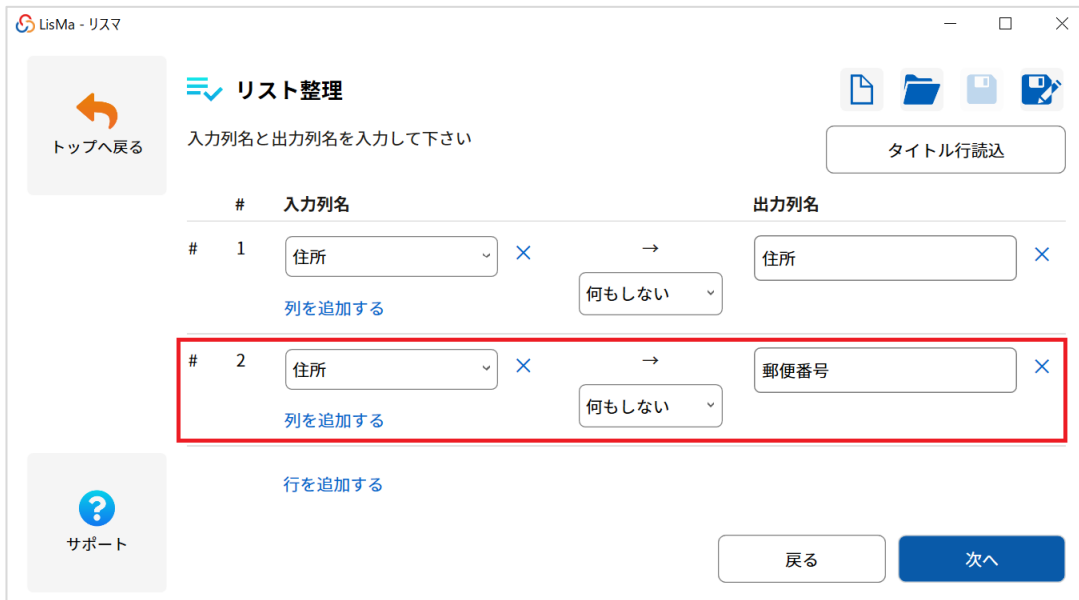 LisMa - リスマ
トップへ戻る
リスト整理
入力列名と出力列名を入力して下さい
タイトル行読込
# 入力列名 出力列名
# 1 住所 → 住所
何もしない
列を追加する
# 2 住所 → 郵便番号
何もしない
列を追加する
行を追加する
サポート
戻る 次へ